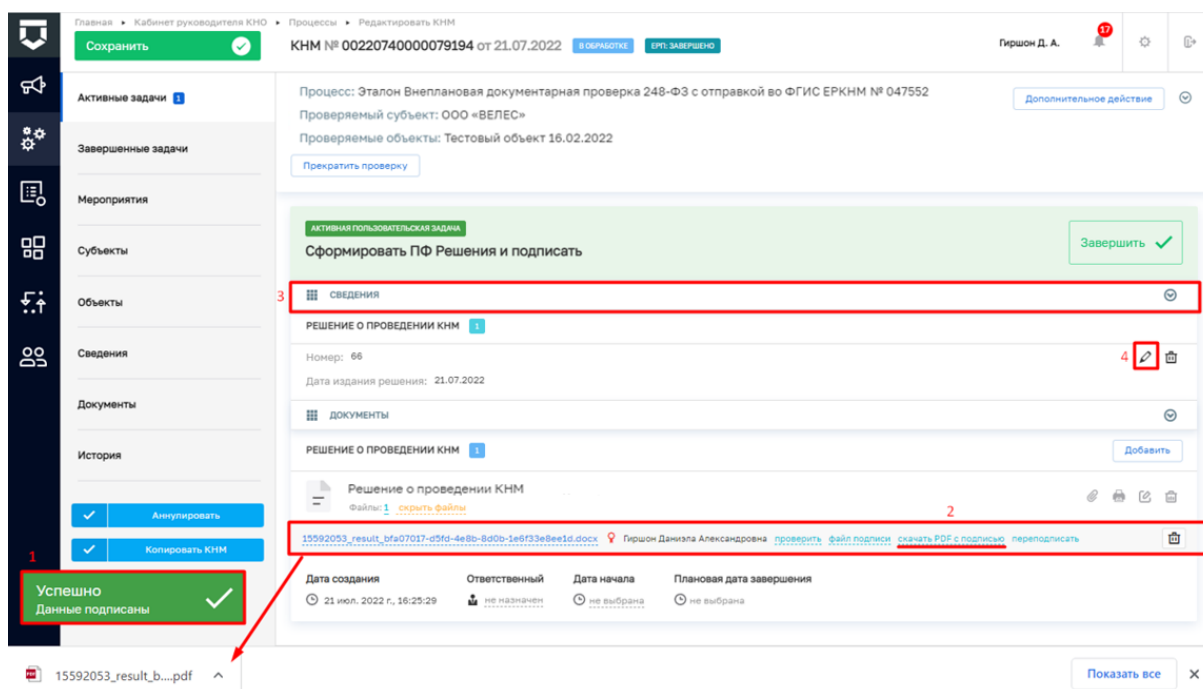 Главная ▸ Кабинет руководителя КНО ▸ Процессы ▸ Редактировать КНМ
Сохранить
КНМ № 00220740000079194 от 21.07.2022 В ОБРАБОТКЕ ЕРП: ЗАВЕРШЕНО
Гиршон Д. А.
17
Активные задачи 1
Завершенные задачи
Мероприятия
Субъекты
Объекты
Сведения
Документы
История
Аннулировать
Копировать КНМ
1
Успешно
Данные подписаны
Процесс: Эталон Внеплановая документарная проверка 248-ФЗ с отправкой во ФГИС ЕРКНМ № 047552
Дополнительное действие
Проверяемый субъект: ООО «ВЕЛЕС»
Проверяемые объекты: Тестовый объект 16.02.2022
Прекратить проверку
АКТИВНАЯ ПОЛЬЗОВАТЕЛЬСКАЯ ЗАДАЧА
Сформировать ПФ Решения и подписать
Завершить
3
СВЕДЕНИЯ
РЕШЕНИЕ О ПРОВЕДЕНИИ КНМ 1
Номер: 66
4
Дата издания решения: 21.07.2022
ДОКУМЕНТЫ
РЕШЕНИЕ О ПРОВЕДЕНИИ КНМ 1
Добавить
Решение о проведении КНМ
Файлы: 1 скрыть файлы
2
15592053_result_bfa07017-d5fd-4e8b-8d0b-1e6f33e8ee1d.docx Гиршон Даниэла Александровна проверить файл подписи скачать PDF с подписью переподписать
Дата создания Ответственный Дата начала Плановая дата завершения
21 июл. 2022 г., 16:25:29 не назначен не выбрана не выбрана
15592053_result_b....pdf
Показать все